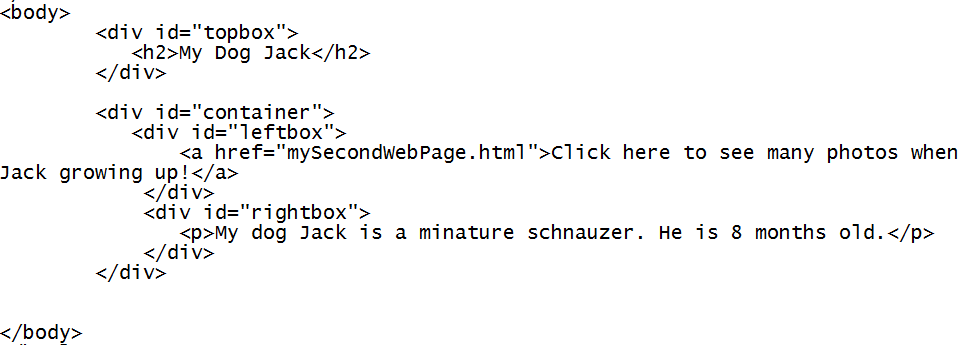 <body>
<div id="topbox">
<h2>My Dog Jack</h2>
</div>
<div id="container">
<div id="leftbox">
<a href="mySecondWebPage.html">Click here to see many photos when
Jack growing up!</a>
</div>
<div id="rightbox">
<p>My dog Jack is a minature schnauzer. He is 8 months old.</p>
</div>
</div>
</body>